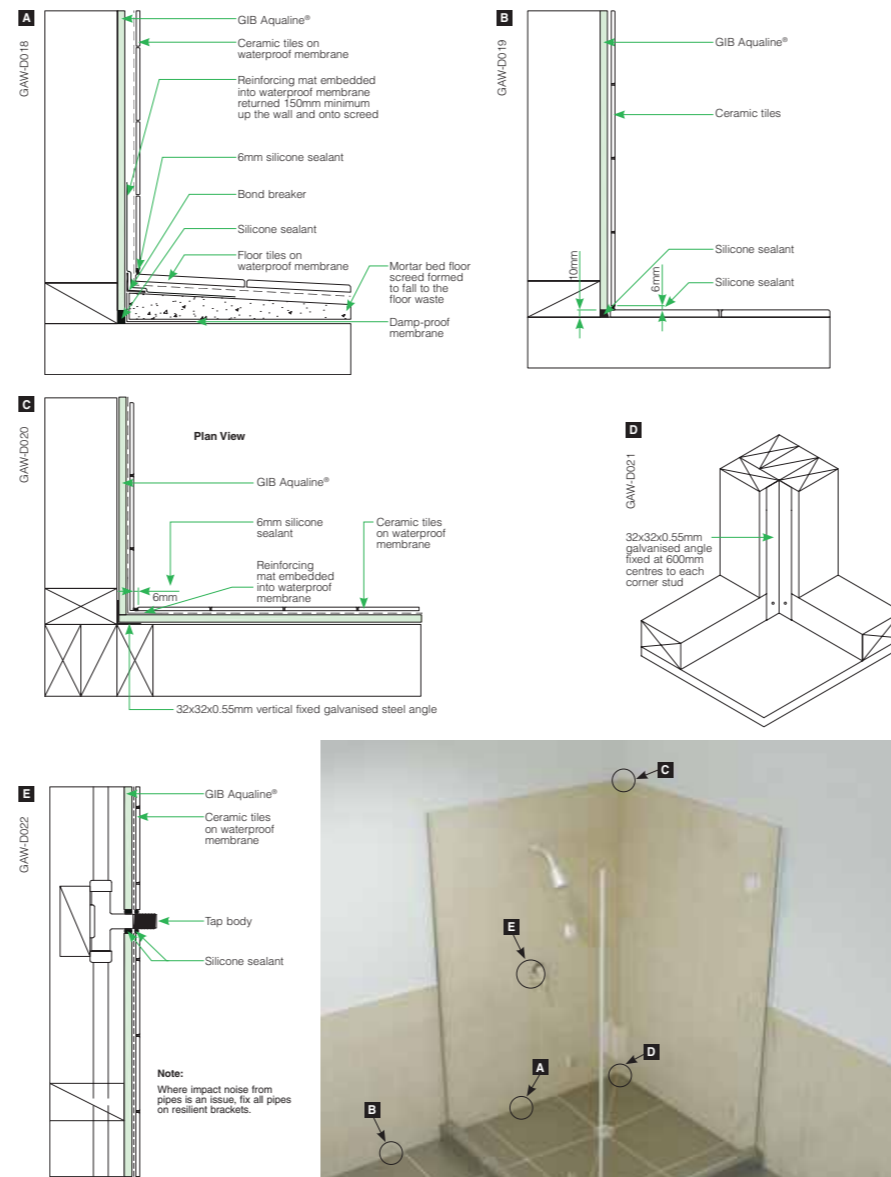 A
GAW-D018
GIB Aqualine®
Ceramic tiles on
waterproof membrane
Reinforcing mat embedded
into waterproof membrane
returned 150mm minimum
up the wall and onto screed
6mm silicone sealant
Bond breaker
Silicone sealant
Floor tiles on
waterproof membrane
Mortar bed floor
screed formed
to fall to the
floor waste
Damp-proof
membrane
B
GAW-D019
GIB Aqualine®
Ceramic tiles
Silicone sealant
10mm
6mm
Silicone sealant
C
GAW-D020
Plan View
GIB Aqualine®
6mm silicone
sealant
Ceramic tiles
on waterproof
membrane
Reinforcing
mat embedded
into waterproof
membrane
6mm
32x32x0.55mm vertical fixed galvanised steel angle
D
GAW-D021
32x32x0.55mm
galvanised angle
fixed at 600mm
centres to each
corner stud
E
GAW-D022
GIB Aqualine®
Ceramic tiles
on waterproof
membrane
Tap body
Silicone sealant
Note:
Where impact noise from
pipes is an issue, fix all pipes
on resilient brackets.
C
E
D
A
B